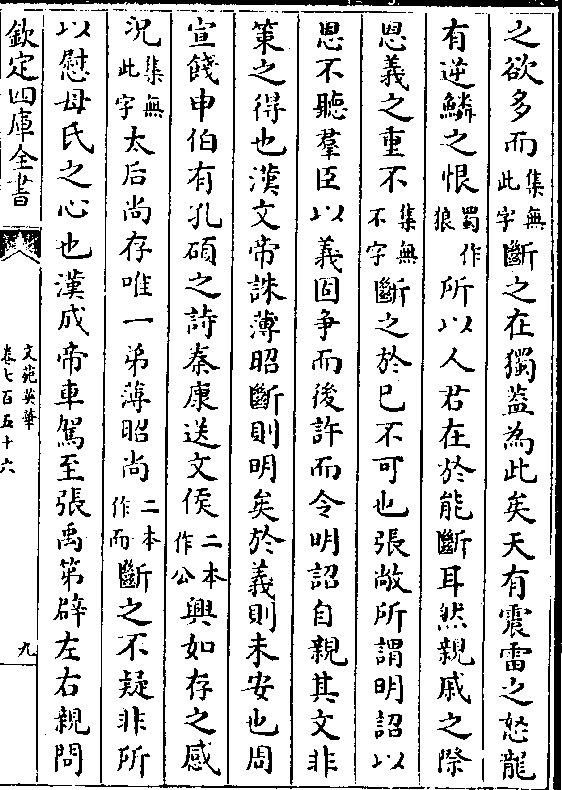 之欲多而集無此字斷之在獨蓋為此矣天有震雷之怒龍
有逆鱗之恨蜀作狼所以人君在於能斷耳然親戚之際
恩義之重不集無不字斷之於已不可也張敞所謂明詔以
恩不聽羣臣以義固争而後許而令明詔自親其文非
策之得也漢文帝誅薄昭斷則明矣於義則未安也周
宣餞申伯有孔碩之詩秦康送文侯二本作公興如存之感
況集無此字太后尚存唯一弟薄昭尚二本作而斷之不疑非所
以慰母氏之心也漢成帝車駕至張禹第辟左右親問
欽定四庫全書
文苑英華
卷七百五十六
九